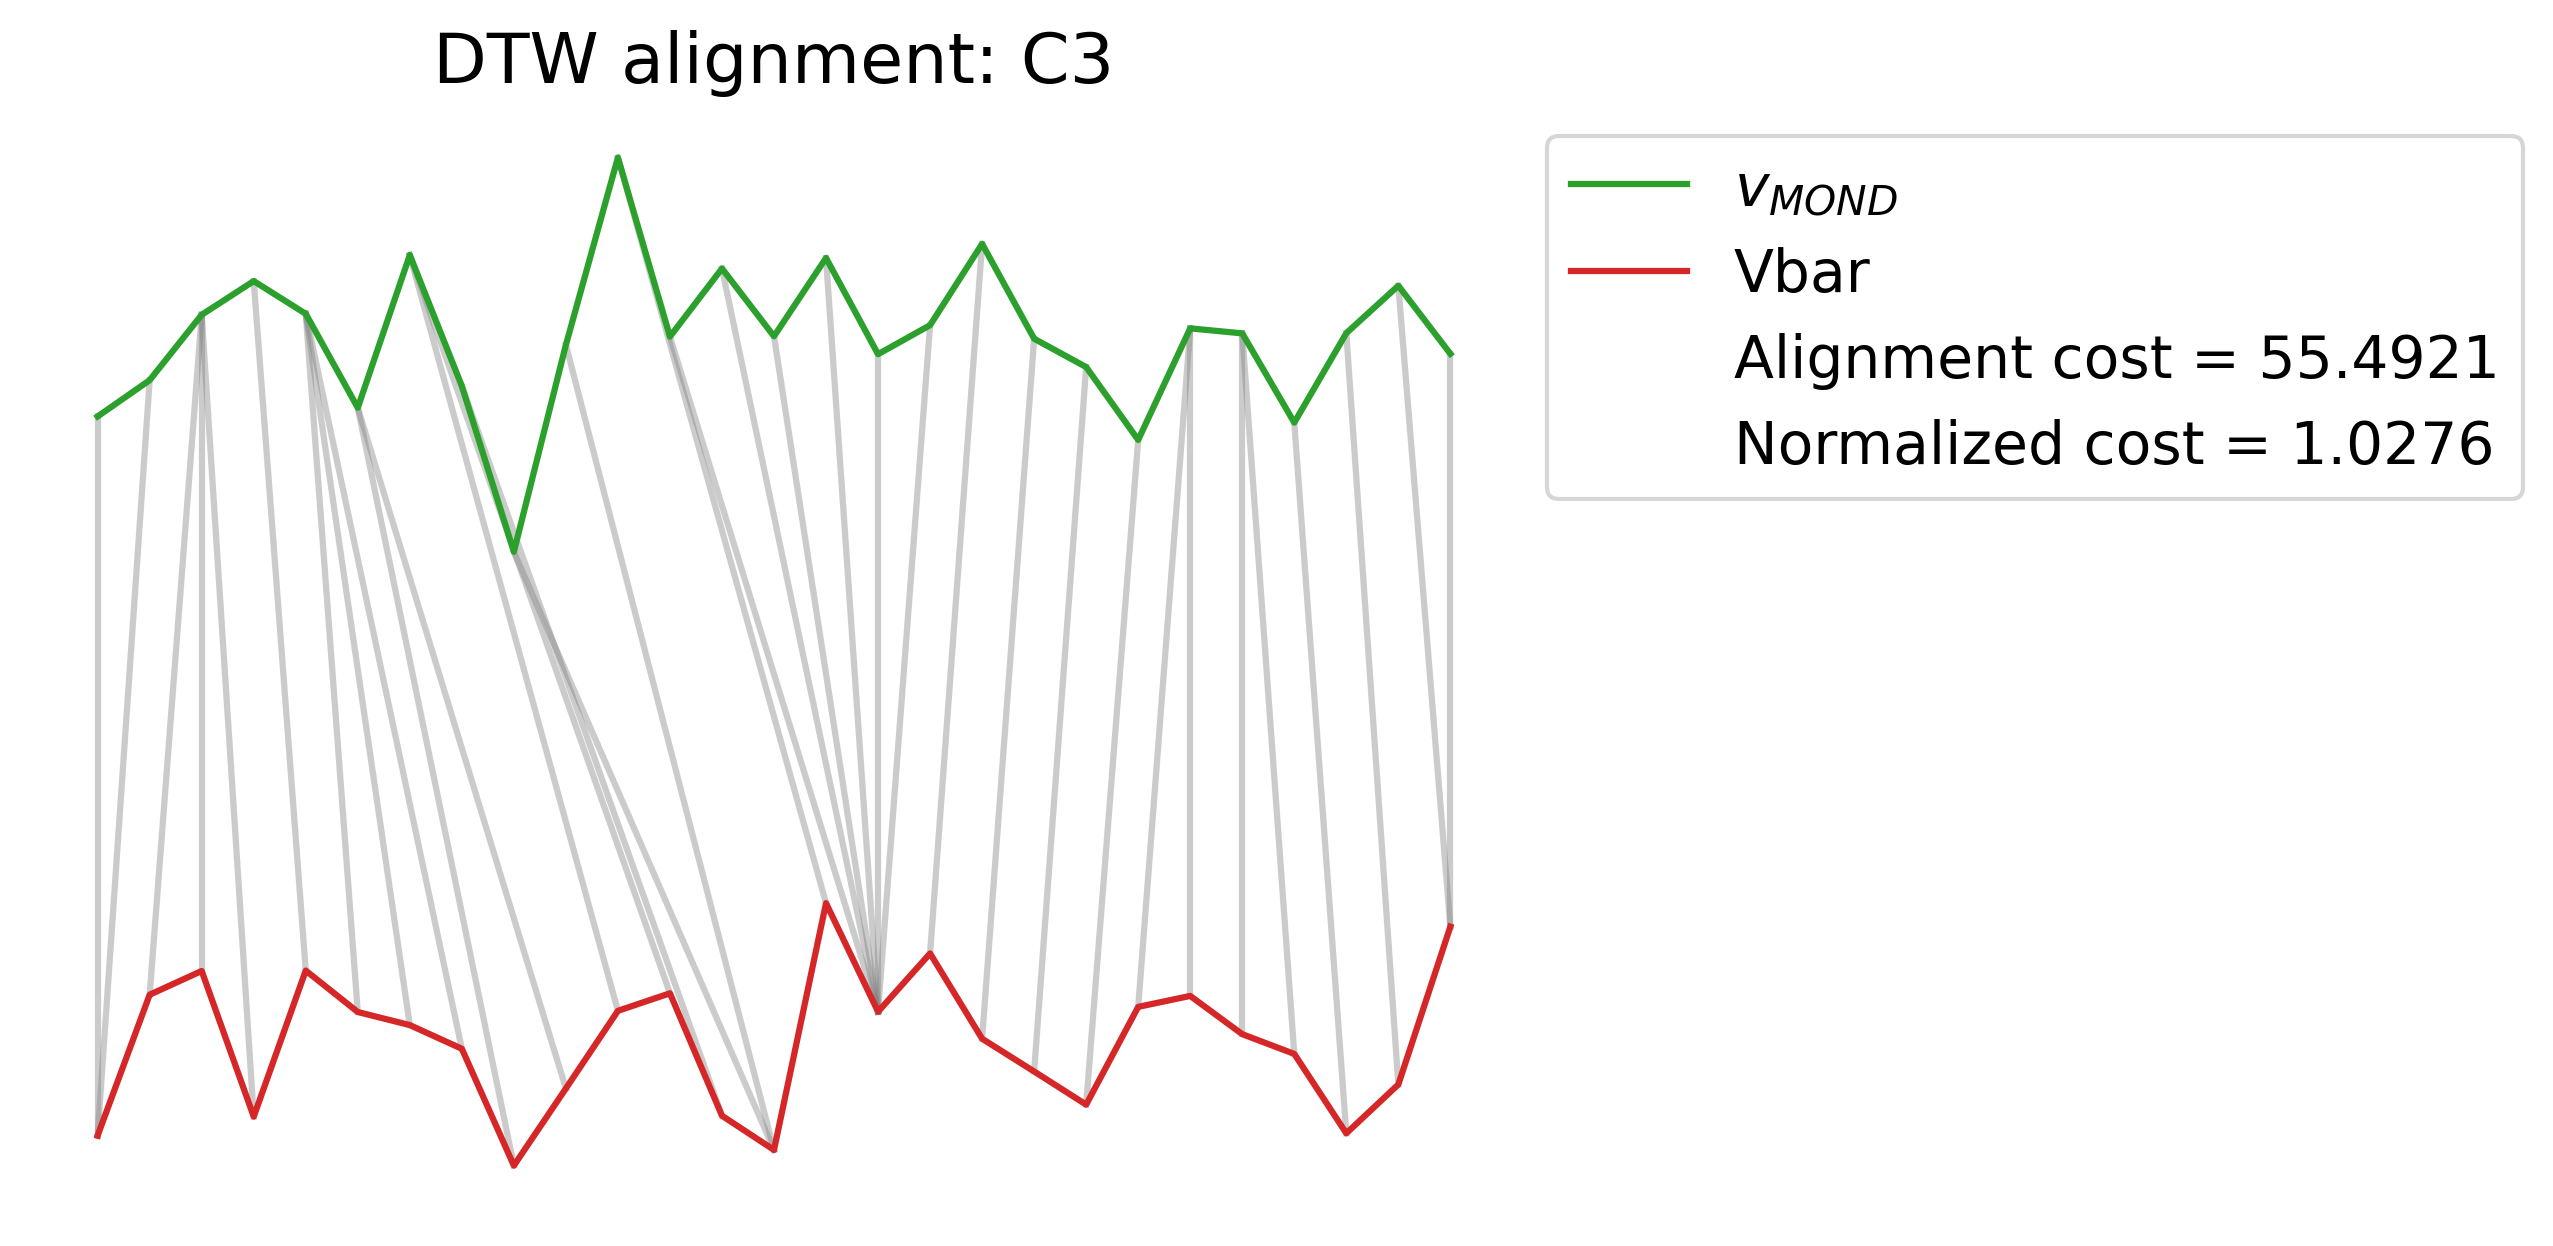 DTW alignment: C3
v_MOND
Vbar
Alignment cost = 55.4921
Normalized cost = 1.0276